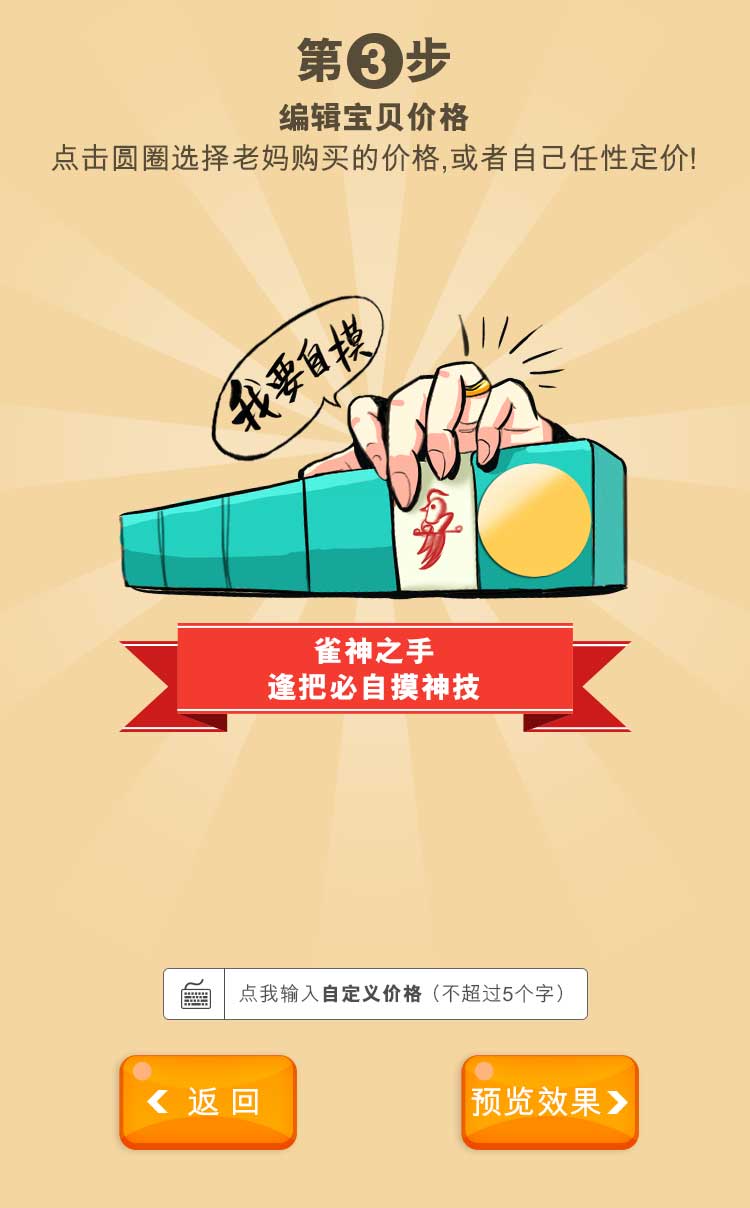 第3步
编辑宝贝价格
点击圆圈选择老妈购买的价格,或者自己任性定价!
我要自摸
雀神之手
逢把必自摸神技
点我输入自定义价格（不超过5个字）
返回
预览效果